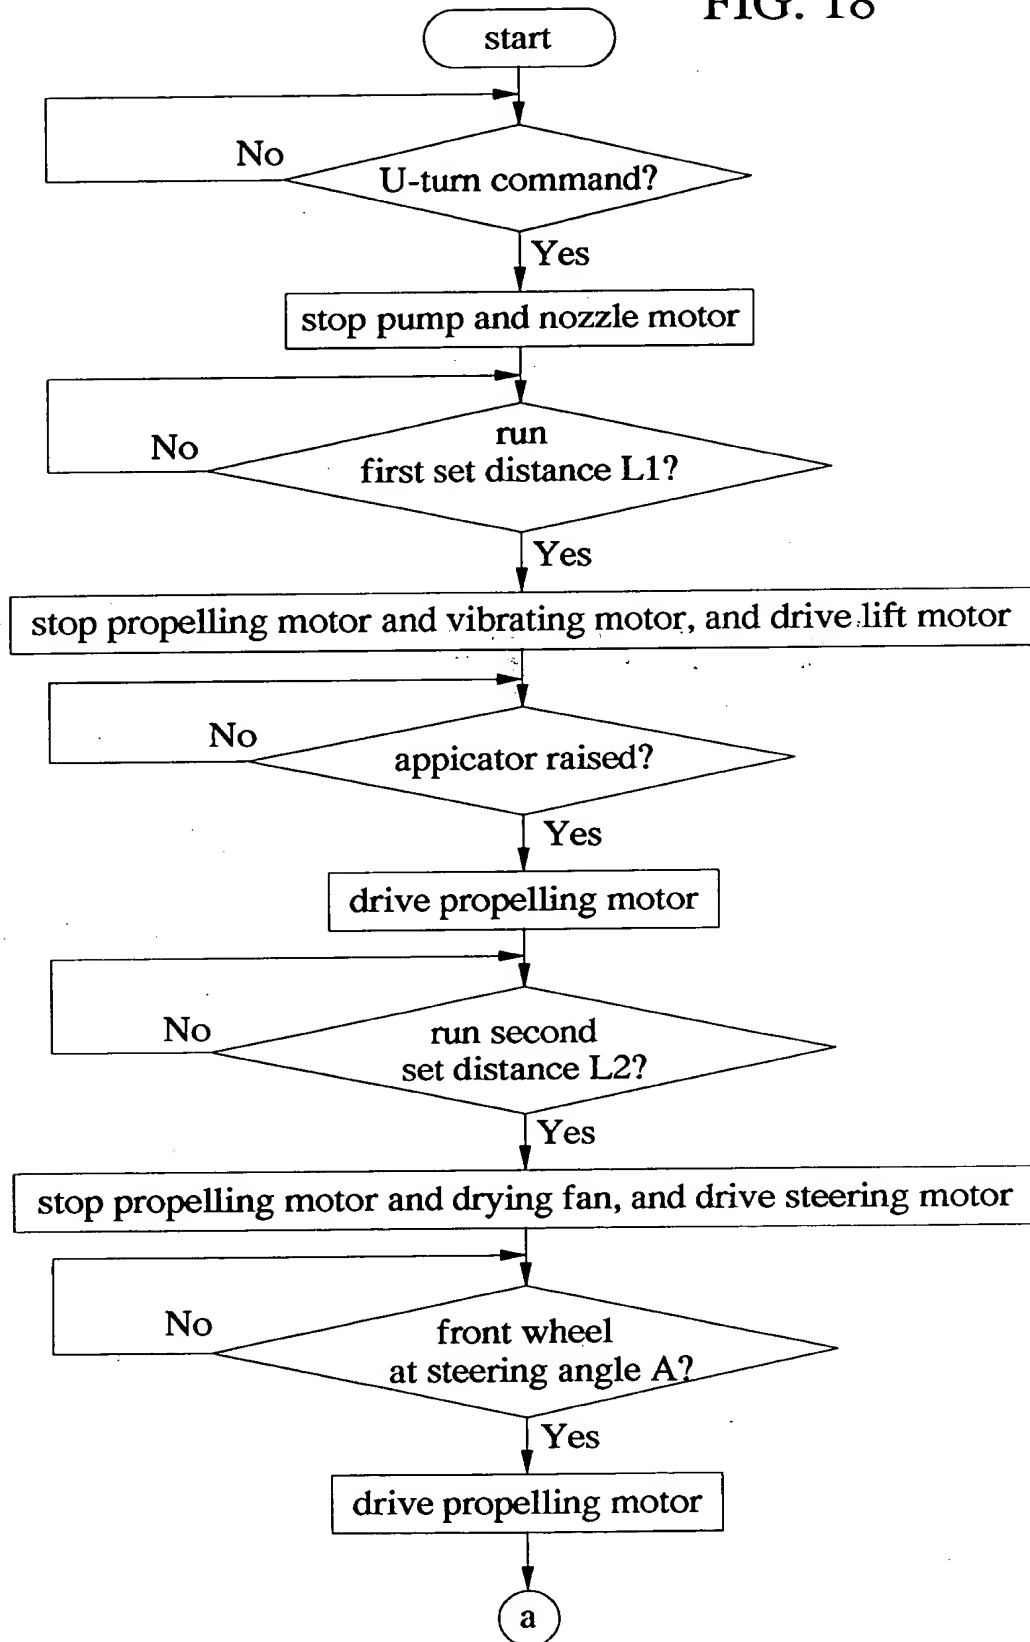 FIG. 18
start
No
U-turn command?
Yes
stop pump and nozzle motor
No
run
first set distance L1?
Yes
stop propelling motor and vibrating motor, and drive lift motor
No
appicator raised?
Yes
drive propelling motor
No
run second
set distance L2?
Yes
stop propelling motor and drying fan, and drive steering motor
No
front wheel
at steering angle A?
Yes
drive propelling motor
a